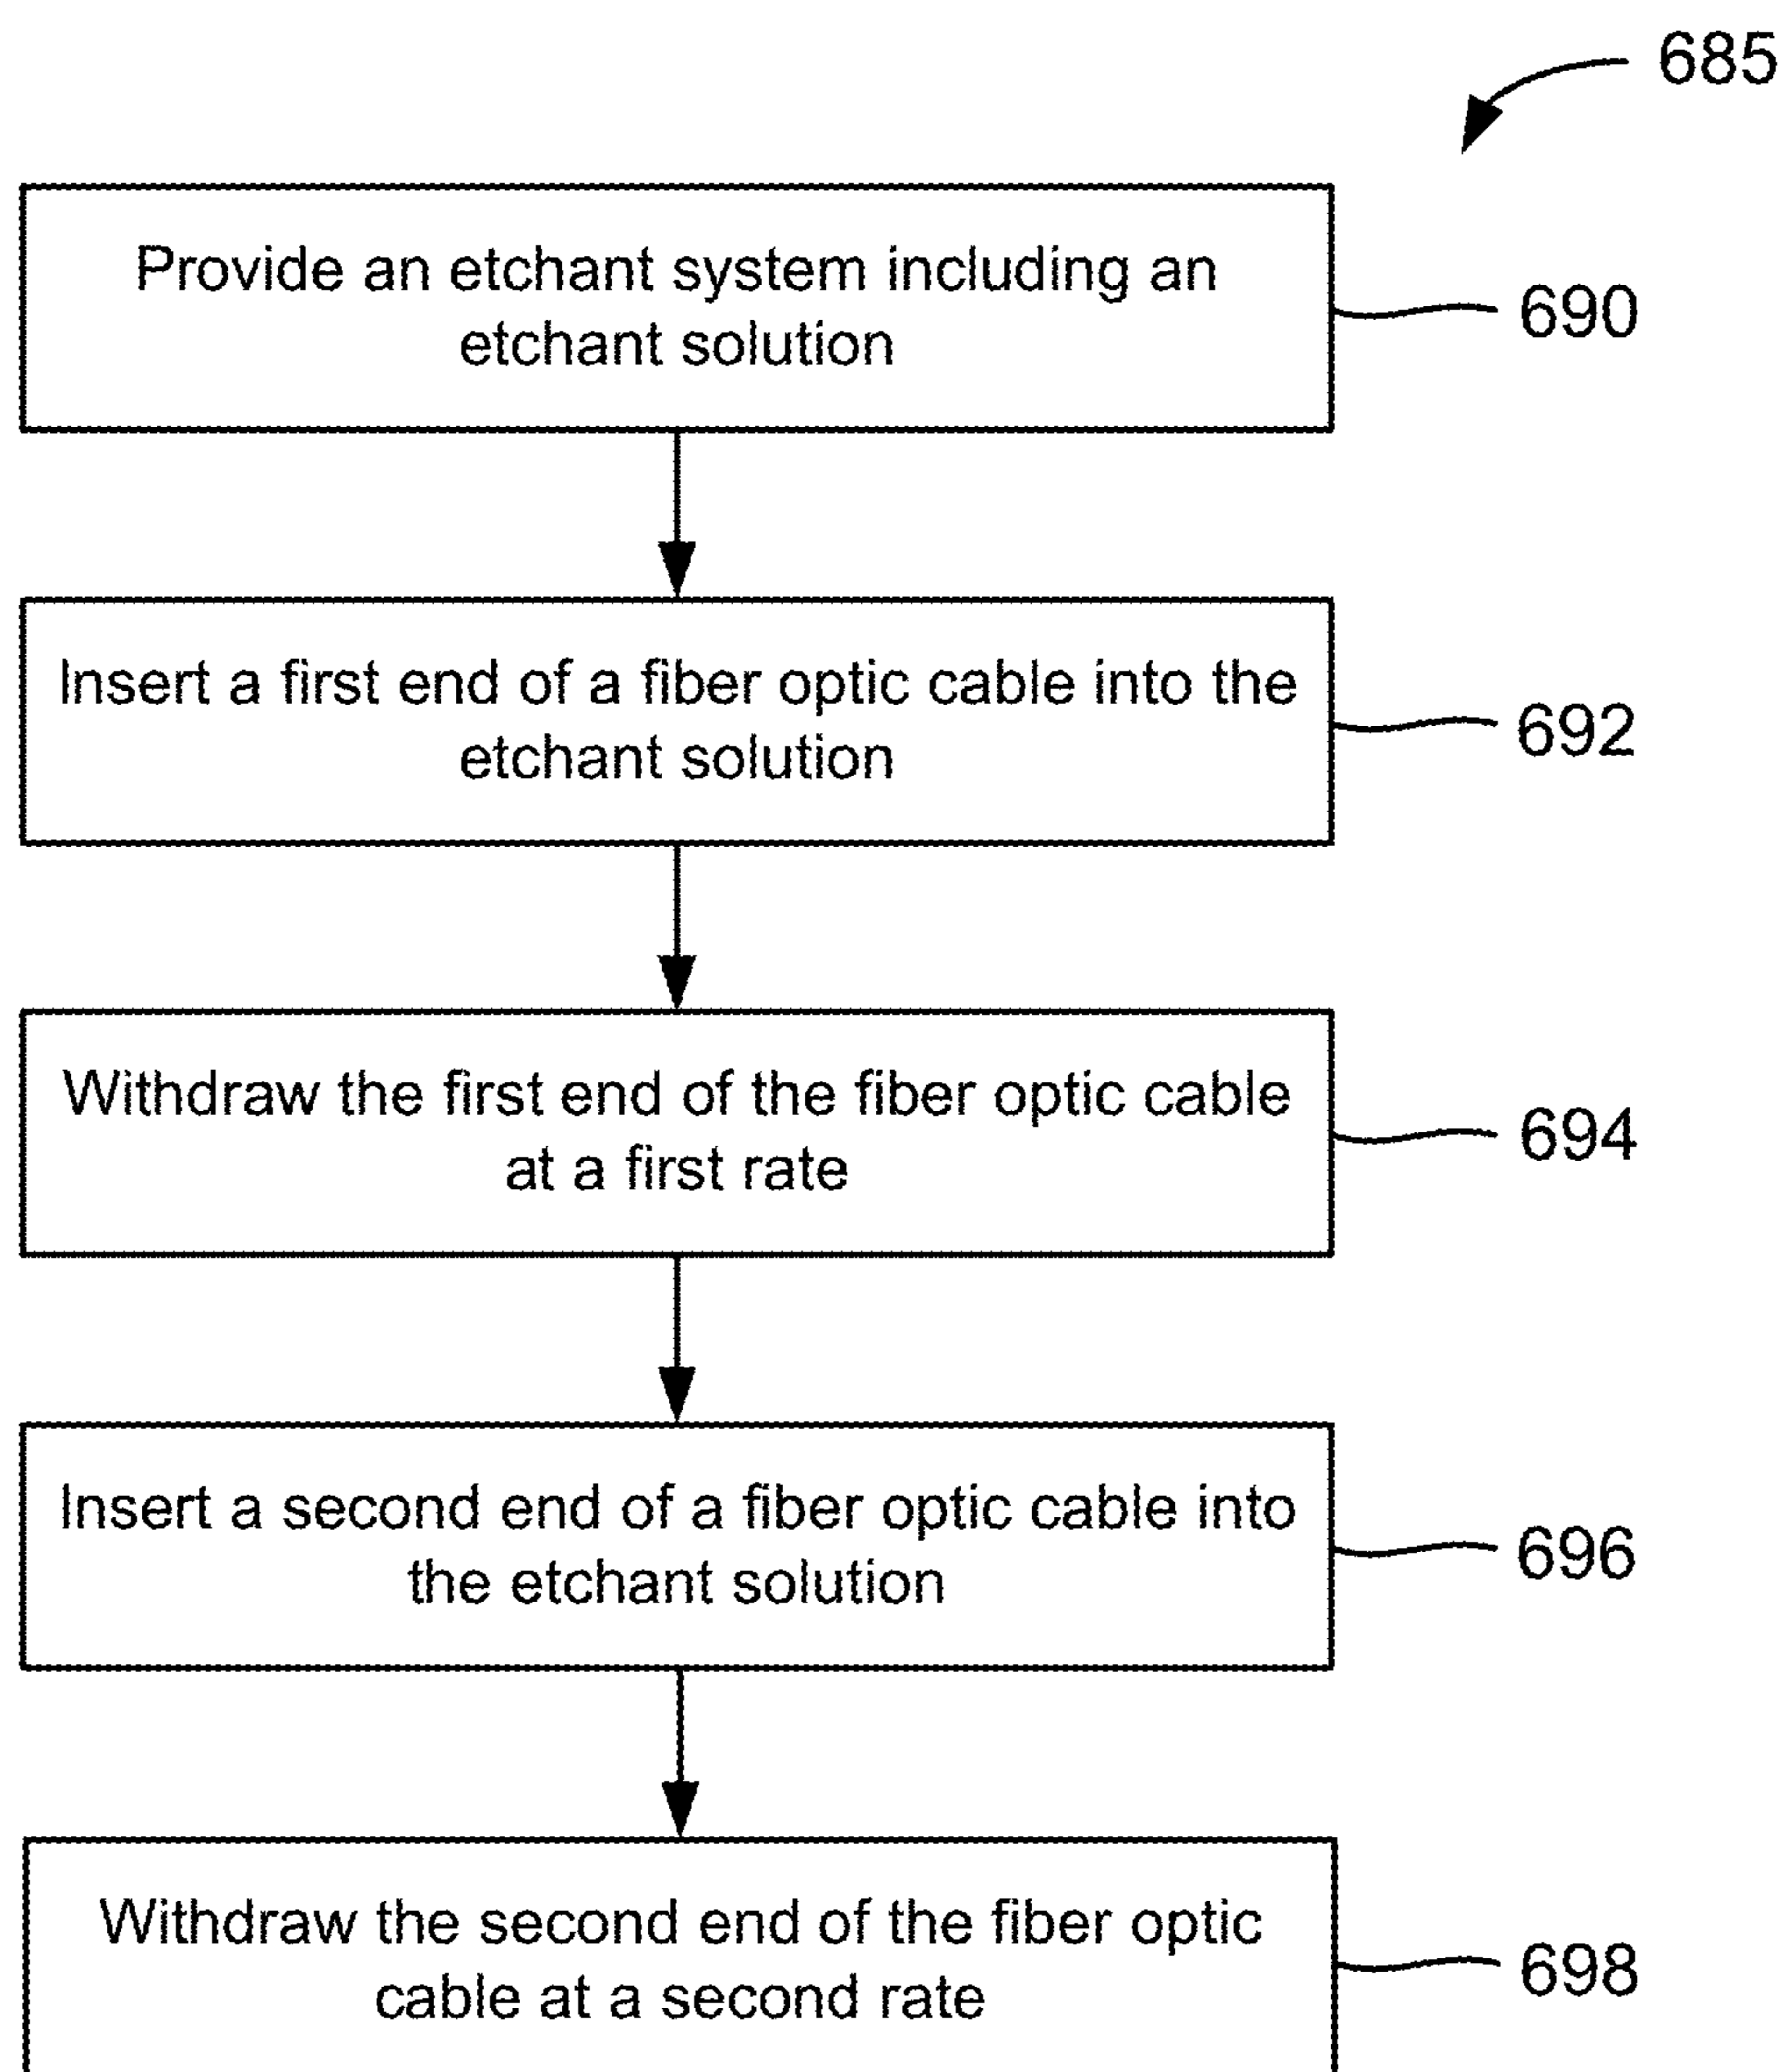 685
Provide an etchant system including an
etchant solution
690
Insert a first end of a fiber optic cable into the
etchant solution
692
Withdraw the first end of the fiber optic cable
at a first rate
694
Insert a second end of a fiber optic cable into
the etchant solution
696
Withdraw the second end of the fiber optic
cable at a second rate
698